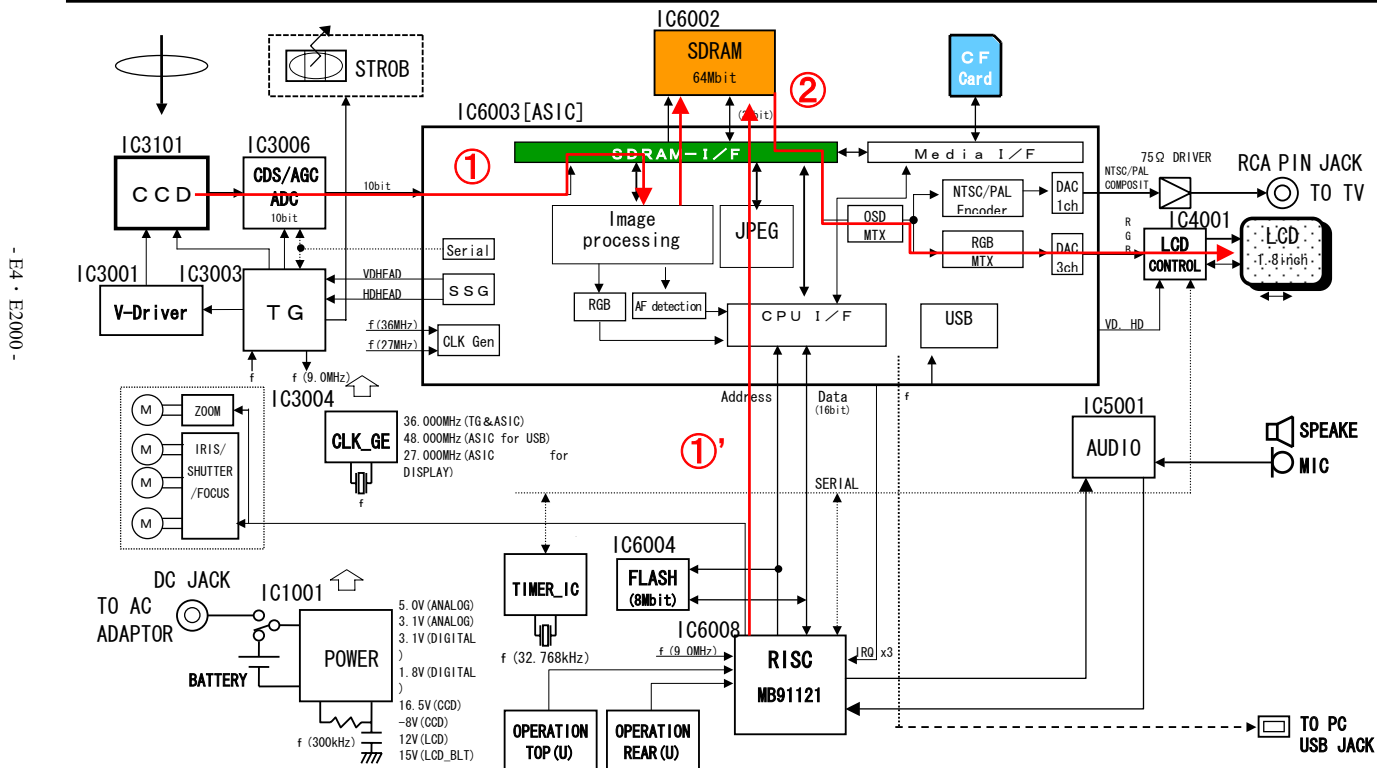 IC6002
SDRAM
64Mbit
STROB
CF
Card
②
IC6003[ASIC]
IC3101
IC3006
①
SDRAM-I/F
Media I/F
75Ω DRIVER
RCA PIN JACK
TO TV
CCD
CDS/AGC
ADC
10bit
10bit
NTSC/PAL
COMPOSIT
NTSC/PAL
Encoder
DAC
1ch
Image
processing
JPEG
OSD
MTX
RGB
MTX
DAC
3ch
R
G
B
IC4001
LCD
CONTROL
LCD
1.8inch
Serial
IC3001
IC3003
VDHEAD
HDHEAD
SSG
V-Driver
TG
RGB
AF detection
CPU I/F
USB
f(36MHz)
f(27MHz)
CLK Gen
VD, HD
f
f(9.0MHz)
Address
Data
(16bit)
f
IC3004
M
ZOOM
M
M
M
IRIS/
SHUTTER
/FOCUS
CLK_GE
f
36.000MHz(TG&ASIC)
48.000MHz(ASIC for USB)
27.000MHz(ASIC for
DISPLAY)
①’
IC5001
AUDIO
SPEAKE
MIC
SERIAL
- E4・E2000 -
DC JACK
TO AC
ADAPTOR
IC1001
POWER
BATTERY
f(300kHz)
5.0V(ANALOG)
3.1V(ANALOG)
3.1V(DIGITAL
)
1.8V(DIGITAL
)
16.5V(CCD)
-8V(CCD)
12V(LCD)
15V(LCD_BLT)
TIMER_IC
f(32.768kHz)
IC6004
FLASH
(8Mbit)
IC6008
f(9.0MHz)
RISC
MB91121
IRQ x3
OPERATION
TOP(U)
OPERATION
REAR(U)
TO PC
USB JACK